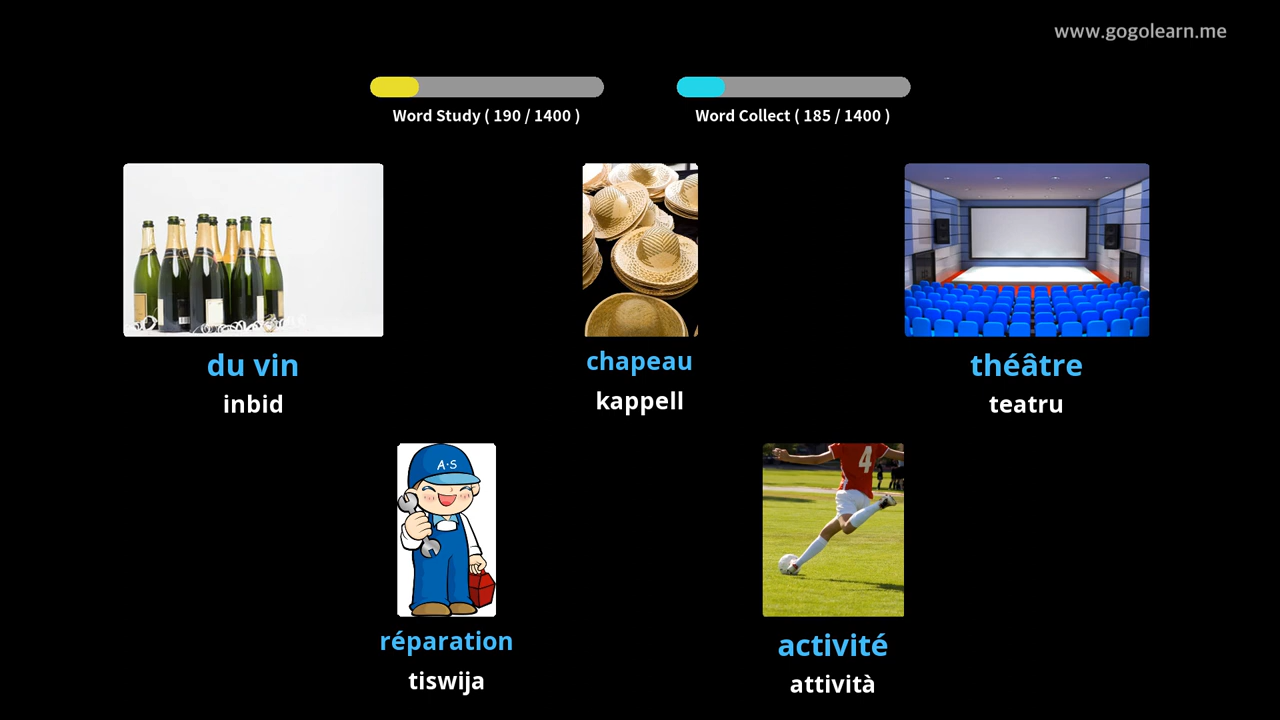 www.gogolearn.me
Word Study ( 190 / 1400 )
Word Collect ( 185 / 1400 )
du vin
inbid
chapeau
kappell
théâtre
teatru
A·S
4
réparation
tiswija
activité
attività